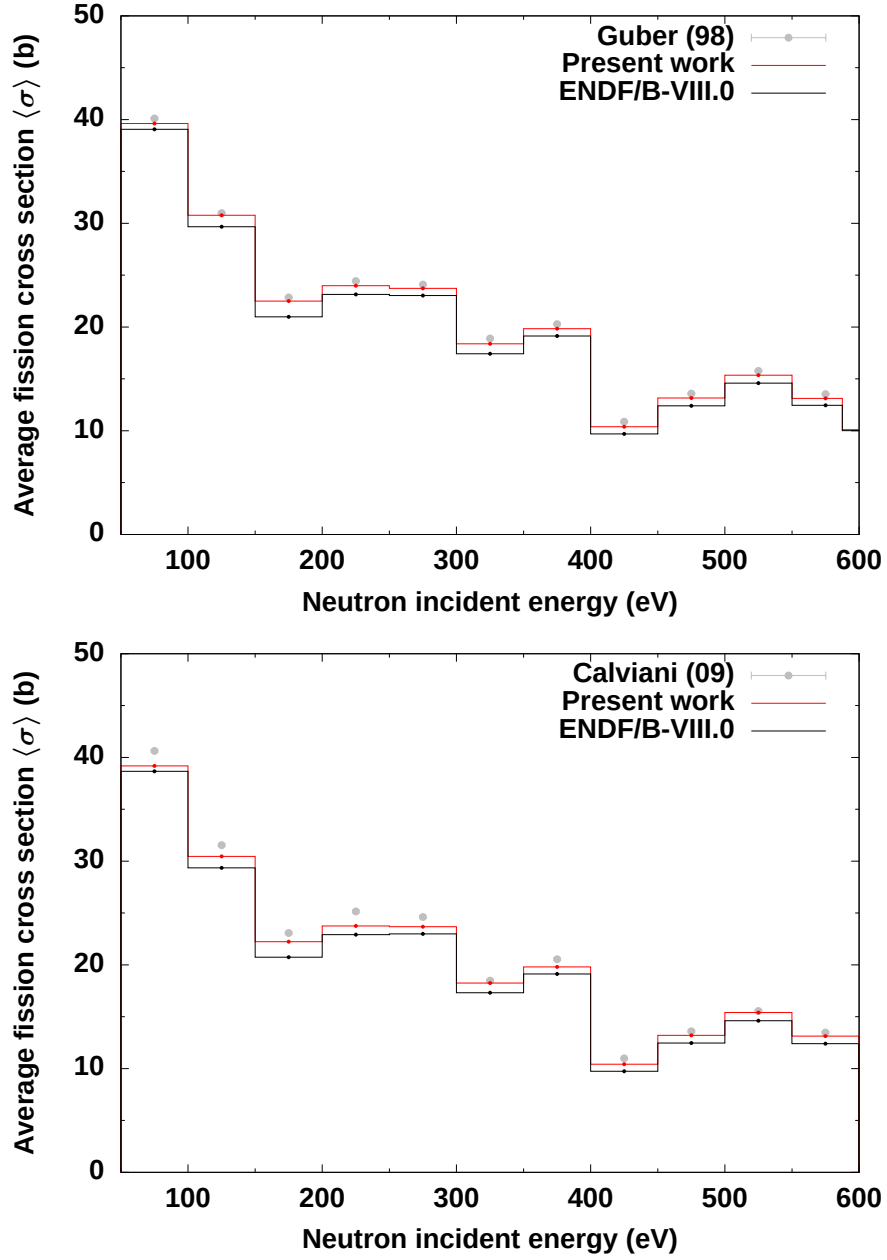 50
40
30
20
10
0
Average fission cross section ⟨σ⟩ (b)
Guber (98)
Present work
ENDF/B-VIII.0
100 200 300 400 500 600
Neutron incident energy (eV)
50
40
30
20
10
0
Average fission cross section ⟨σ⟩ (b)
Calviani (09)
Present work
ENDF/B-VIII.0
100 200 300 400 500 600
Neutron incident energy (eV)